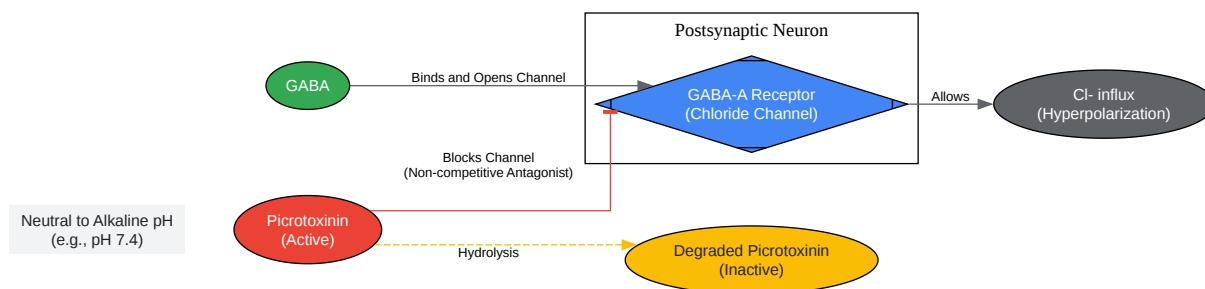 Postsynaptic Neuron
GABA
Binds and Opens Channel
GABA-A Receptor
(Chloride Channel)
Allows
Cl- influx
(Hyperpolarization)
Blocks Channel
(Non-competitive Antagonist)
Neutral to Alkaline pH
(e.g., pH 7.4)
Picrotoxinin
(Active)
Hydrolysis
Degraded Picrotoxinin
(Inactive)